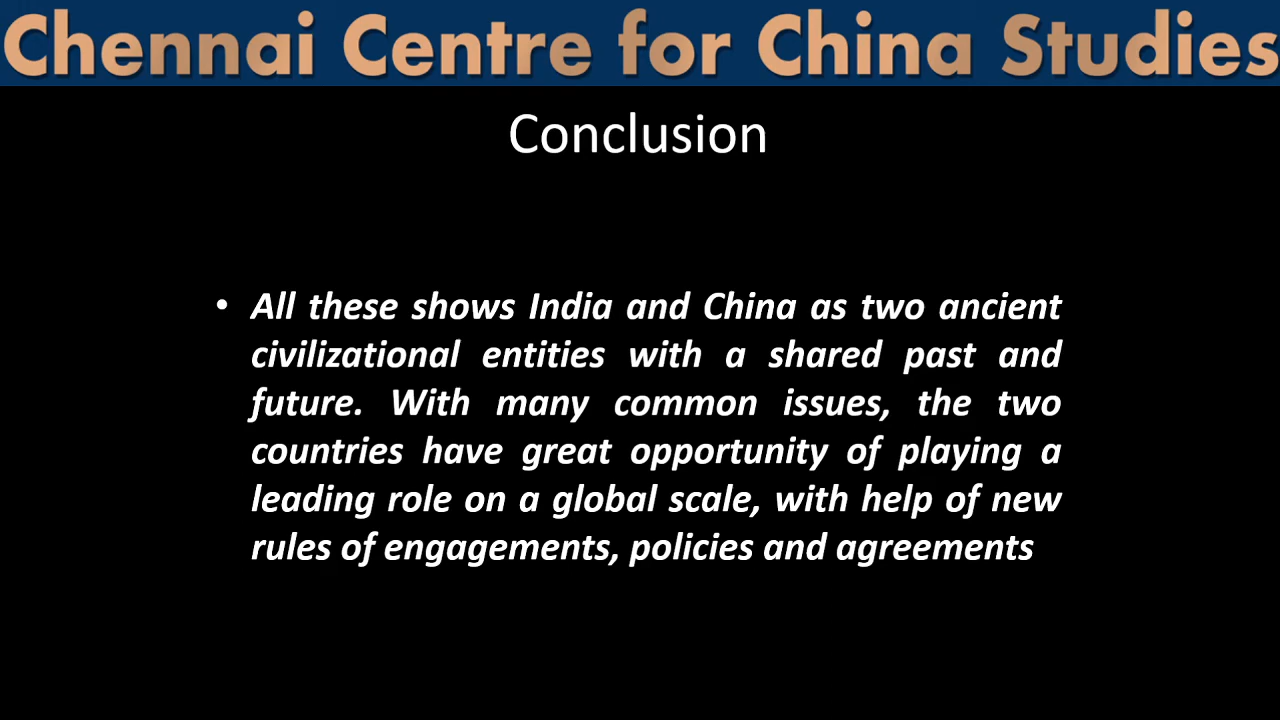 Chennai Centre for China Studies
Conclusion
• All these shows India and China as two ancient
civilizational entities with a shared past and
future. With many common issues, the two
countries have great opportunity of playing a
leading role on a global scale, with help of new
rules of engagements, policies and agreements